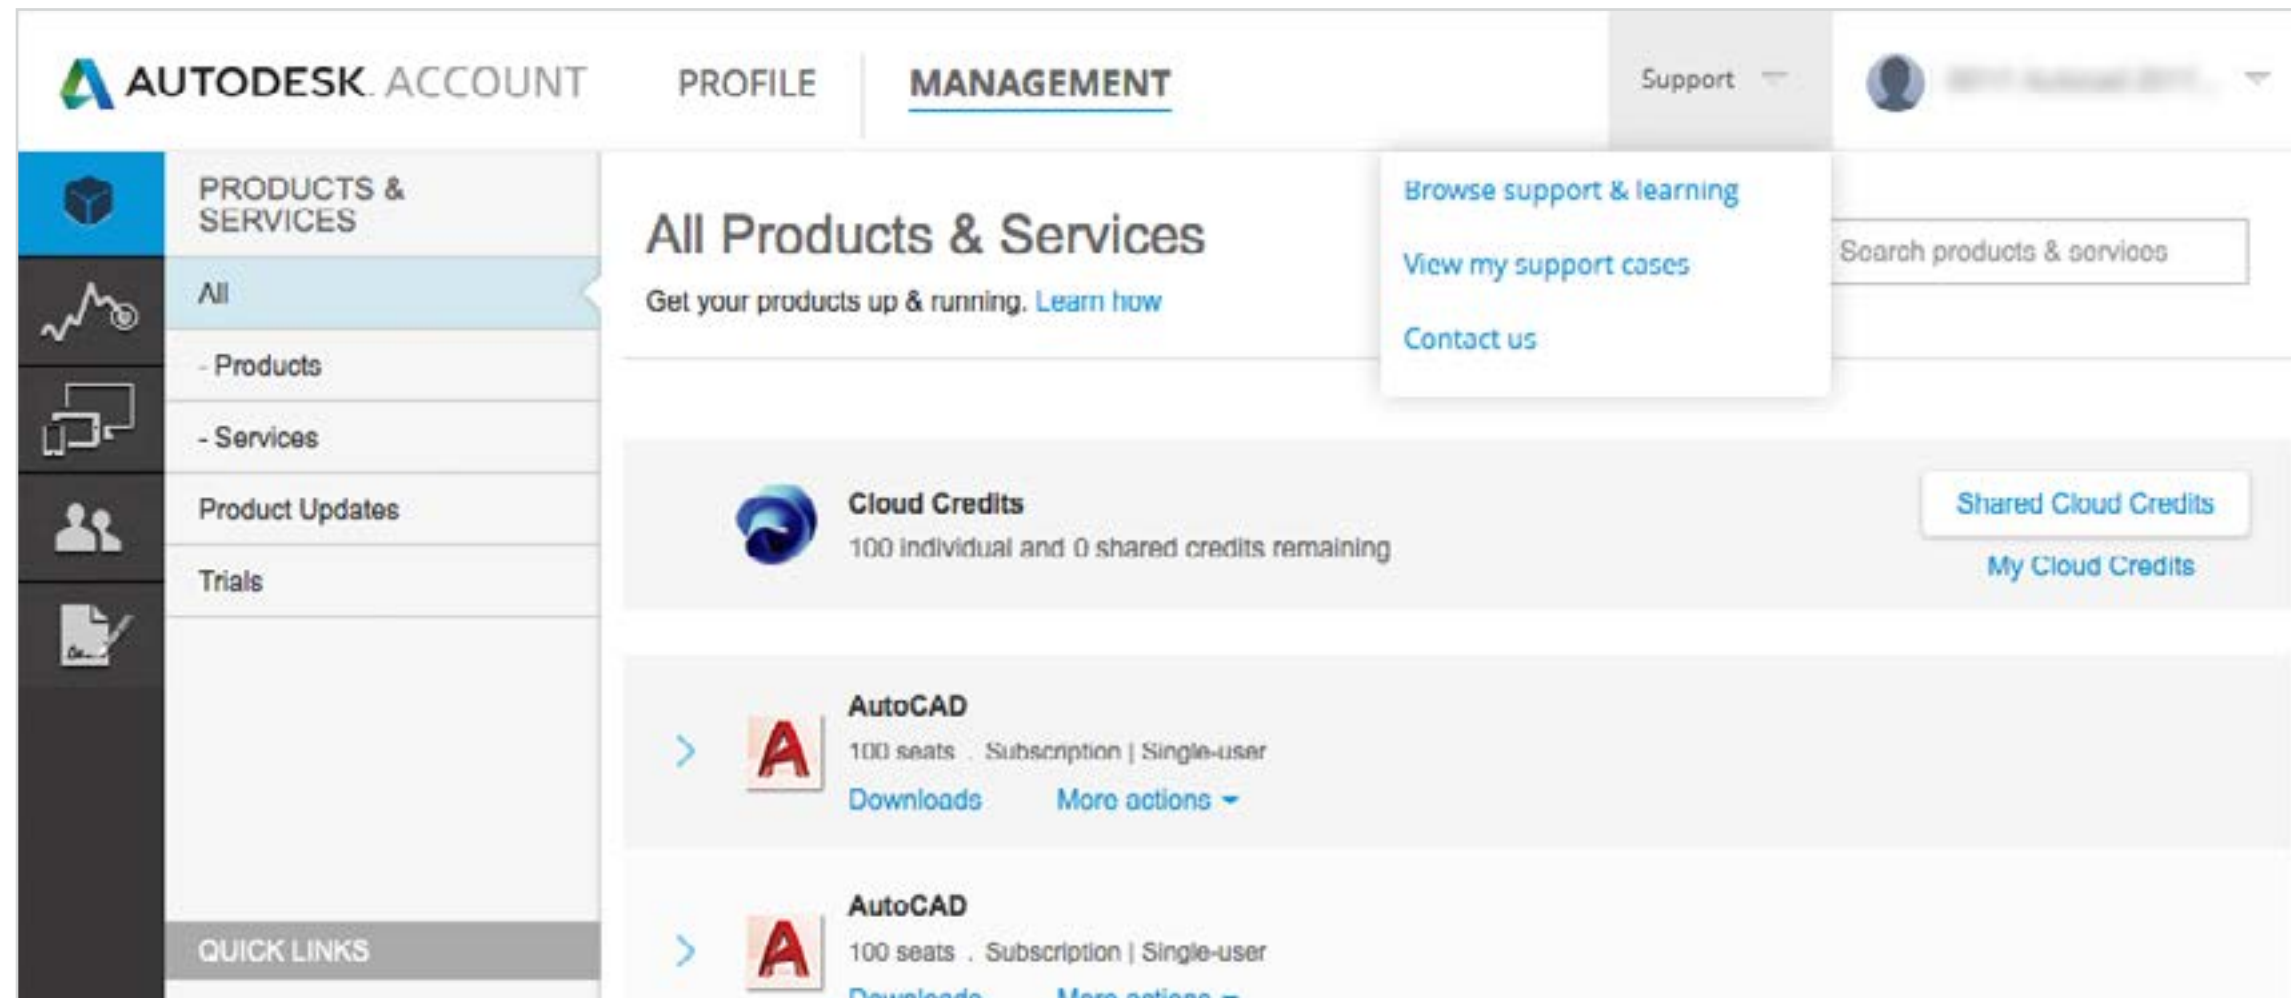 AUTODESK. ACCOUNT
PROFILE
MANAGEMENT
Support
PRODUCTS &
SERVICES
All
- Products
- Services
Product Updates
Trials
QUICK LINKS
All Products & Services
Get your products up & running. Learn how
Browse support & learning
View my support cases
Contact us
Search products & services
Cloud Credits
100 individual and 0 shared credits remaining
Shared Cloud Credits
My Cloud Credits
AutoCAD
100 seats . Subscription | Single-user
Downloads More actions
AutoCAD
100 seats . Subscription | Single-user
Downloads More actions